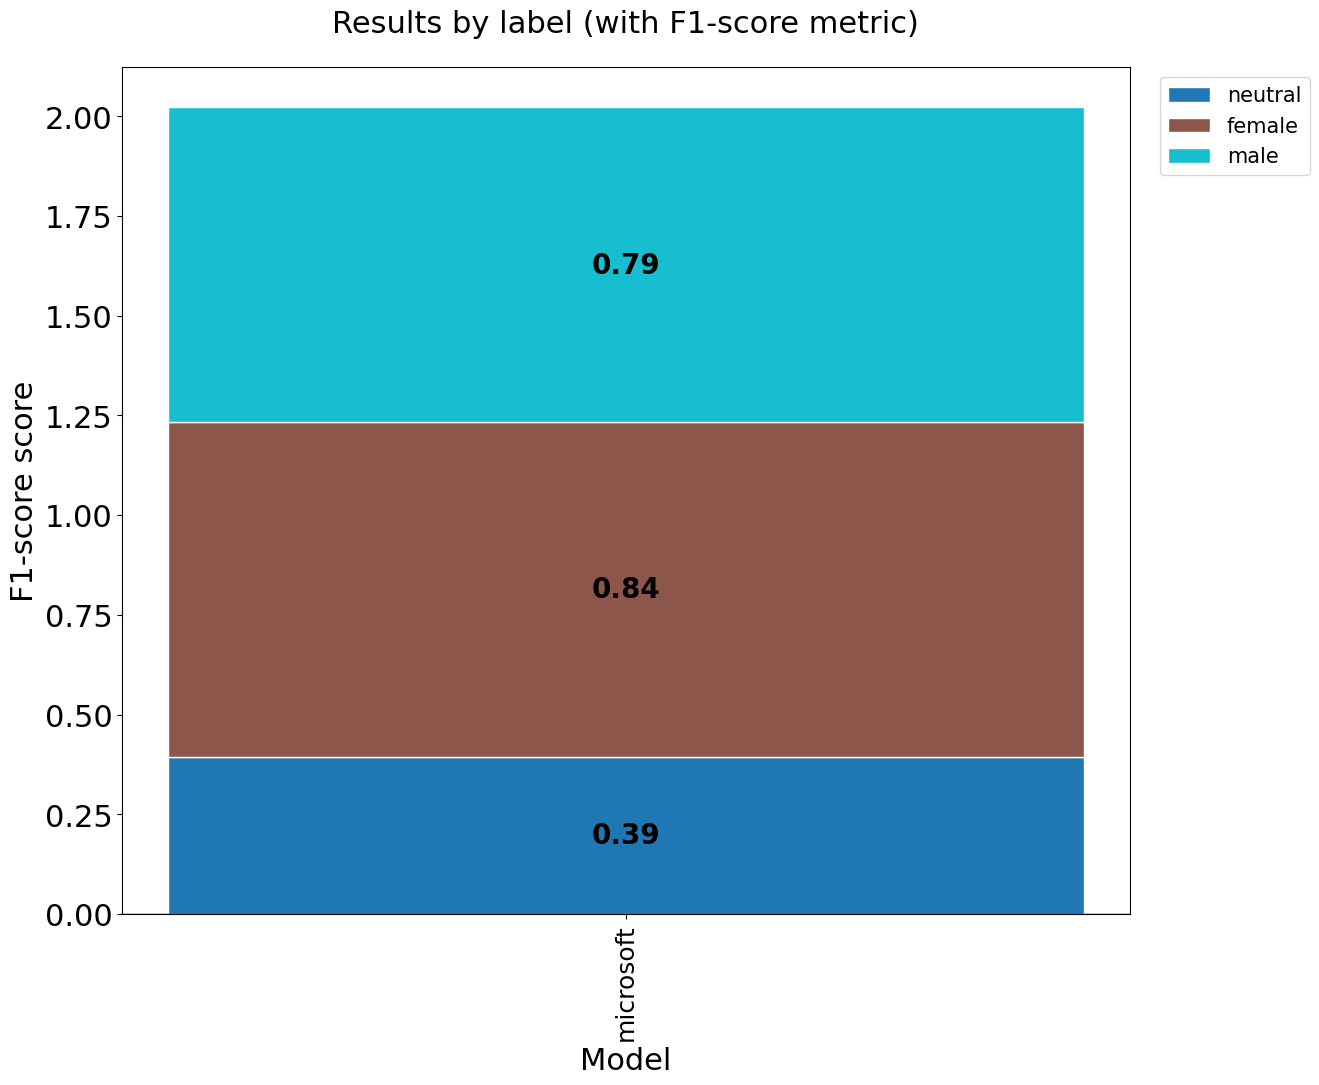 Results by label (with F1-score metric)
neutral
female
male
F1-score score
2.00
1.75
1.50
1.25
1.00
0.75
0.50
0.25
0.00
0.79
0.84
0.39
microsoft
Model